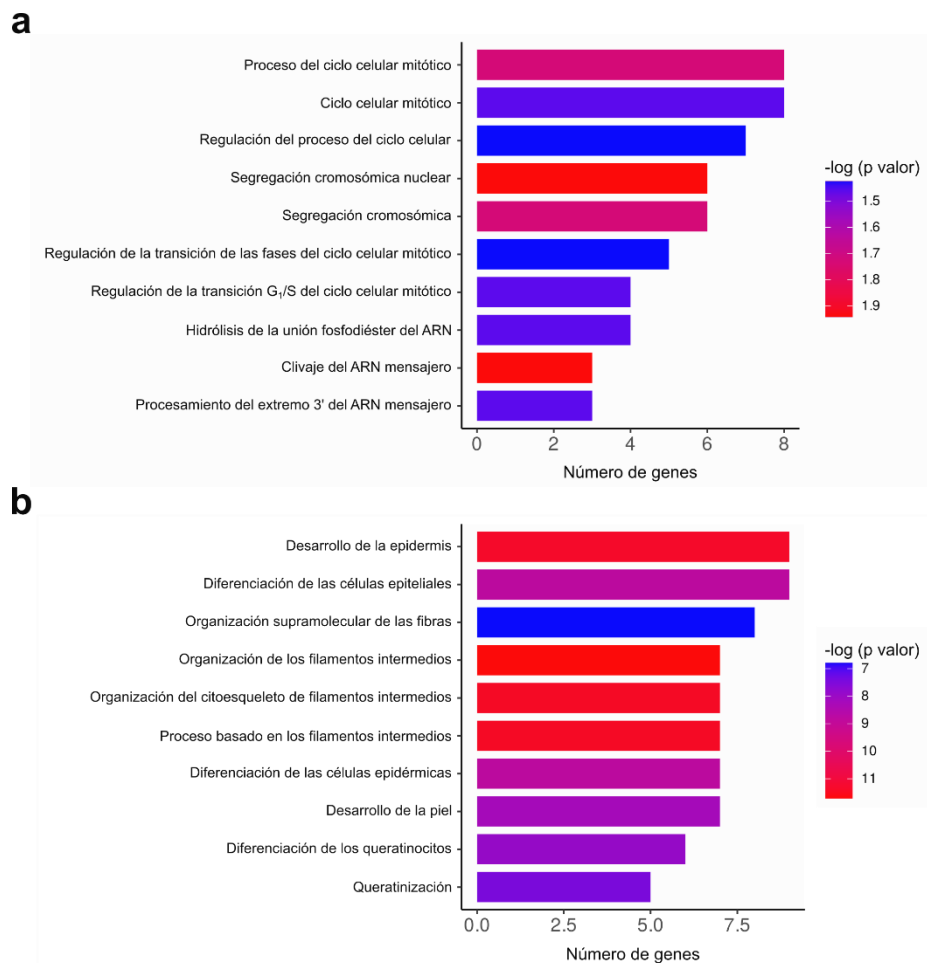 a
Proceso del ciclo celular mitótico
Ciclo celular mitótico
Regulación del proceso del ciclo celular
Segregación cromosómica nuclear
Segregación cromosómica
Regulación de la transición de las fases del ciclo celular mitótico
Regulación de la transición G₁/S del ciclo celular mitótico
Hidrólisis de la unión fosfodiéster del ARN
Clivaje del ARN mensajero
Procesamiento del extremo 3' del ARN mensajero
0 2 4 6 8
Número de genes
-log (p valor)
1.5
1.6
1.7
1.8
1.9
b
Desarrollo de la epidermis
Diferenciación de las células epiteliales
Organización supramolecular de las fibras
Organización de los filamentos intermedios
Organización del citoesqueleto de filamentos intermedios
Proceso basado en los filamentos intermedios
Diferenciación de las células epidérmicas
Desarrollo de la piel
Diferenciación de los queratinocitos
Queratinización
0.0 2.5 5.0 7.5
Número de genes
-log (p valor)
7
8
9
10
11